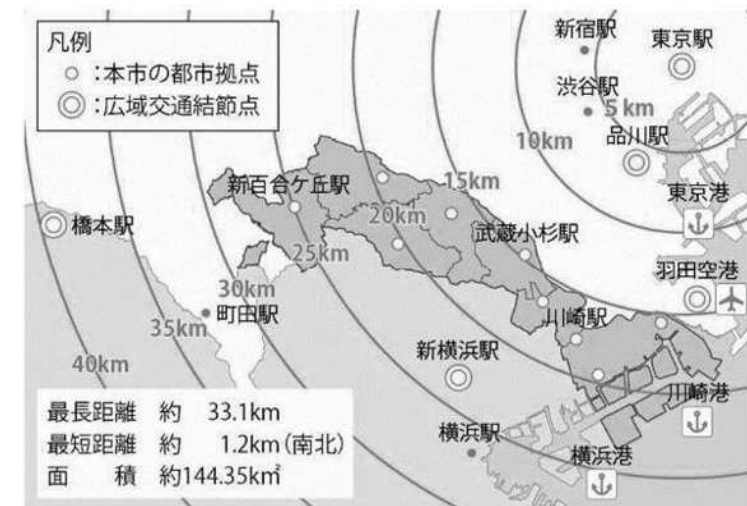 凡例
○：本市の都市拠点
◎：広域交通結節点
新宿駅
東京駅
渋谷駅
5km
10km
品川駅
新百合ケ丘駅
15km
東京港
20km
橋本駅
武蔵小杉駅
25km
羽田空港
30km
町田駅
川崎駅
35km
新横浜駅
40km
川崎港
最長距離　約　33.1km
最短距離　約　1.2km（南北）
面　　積　約144.35km²
横浜駅
横浜港